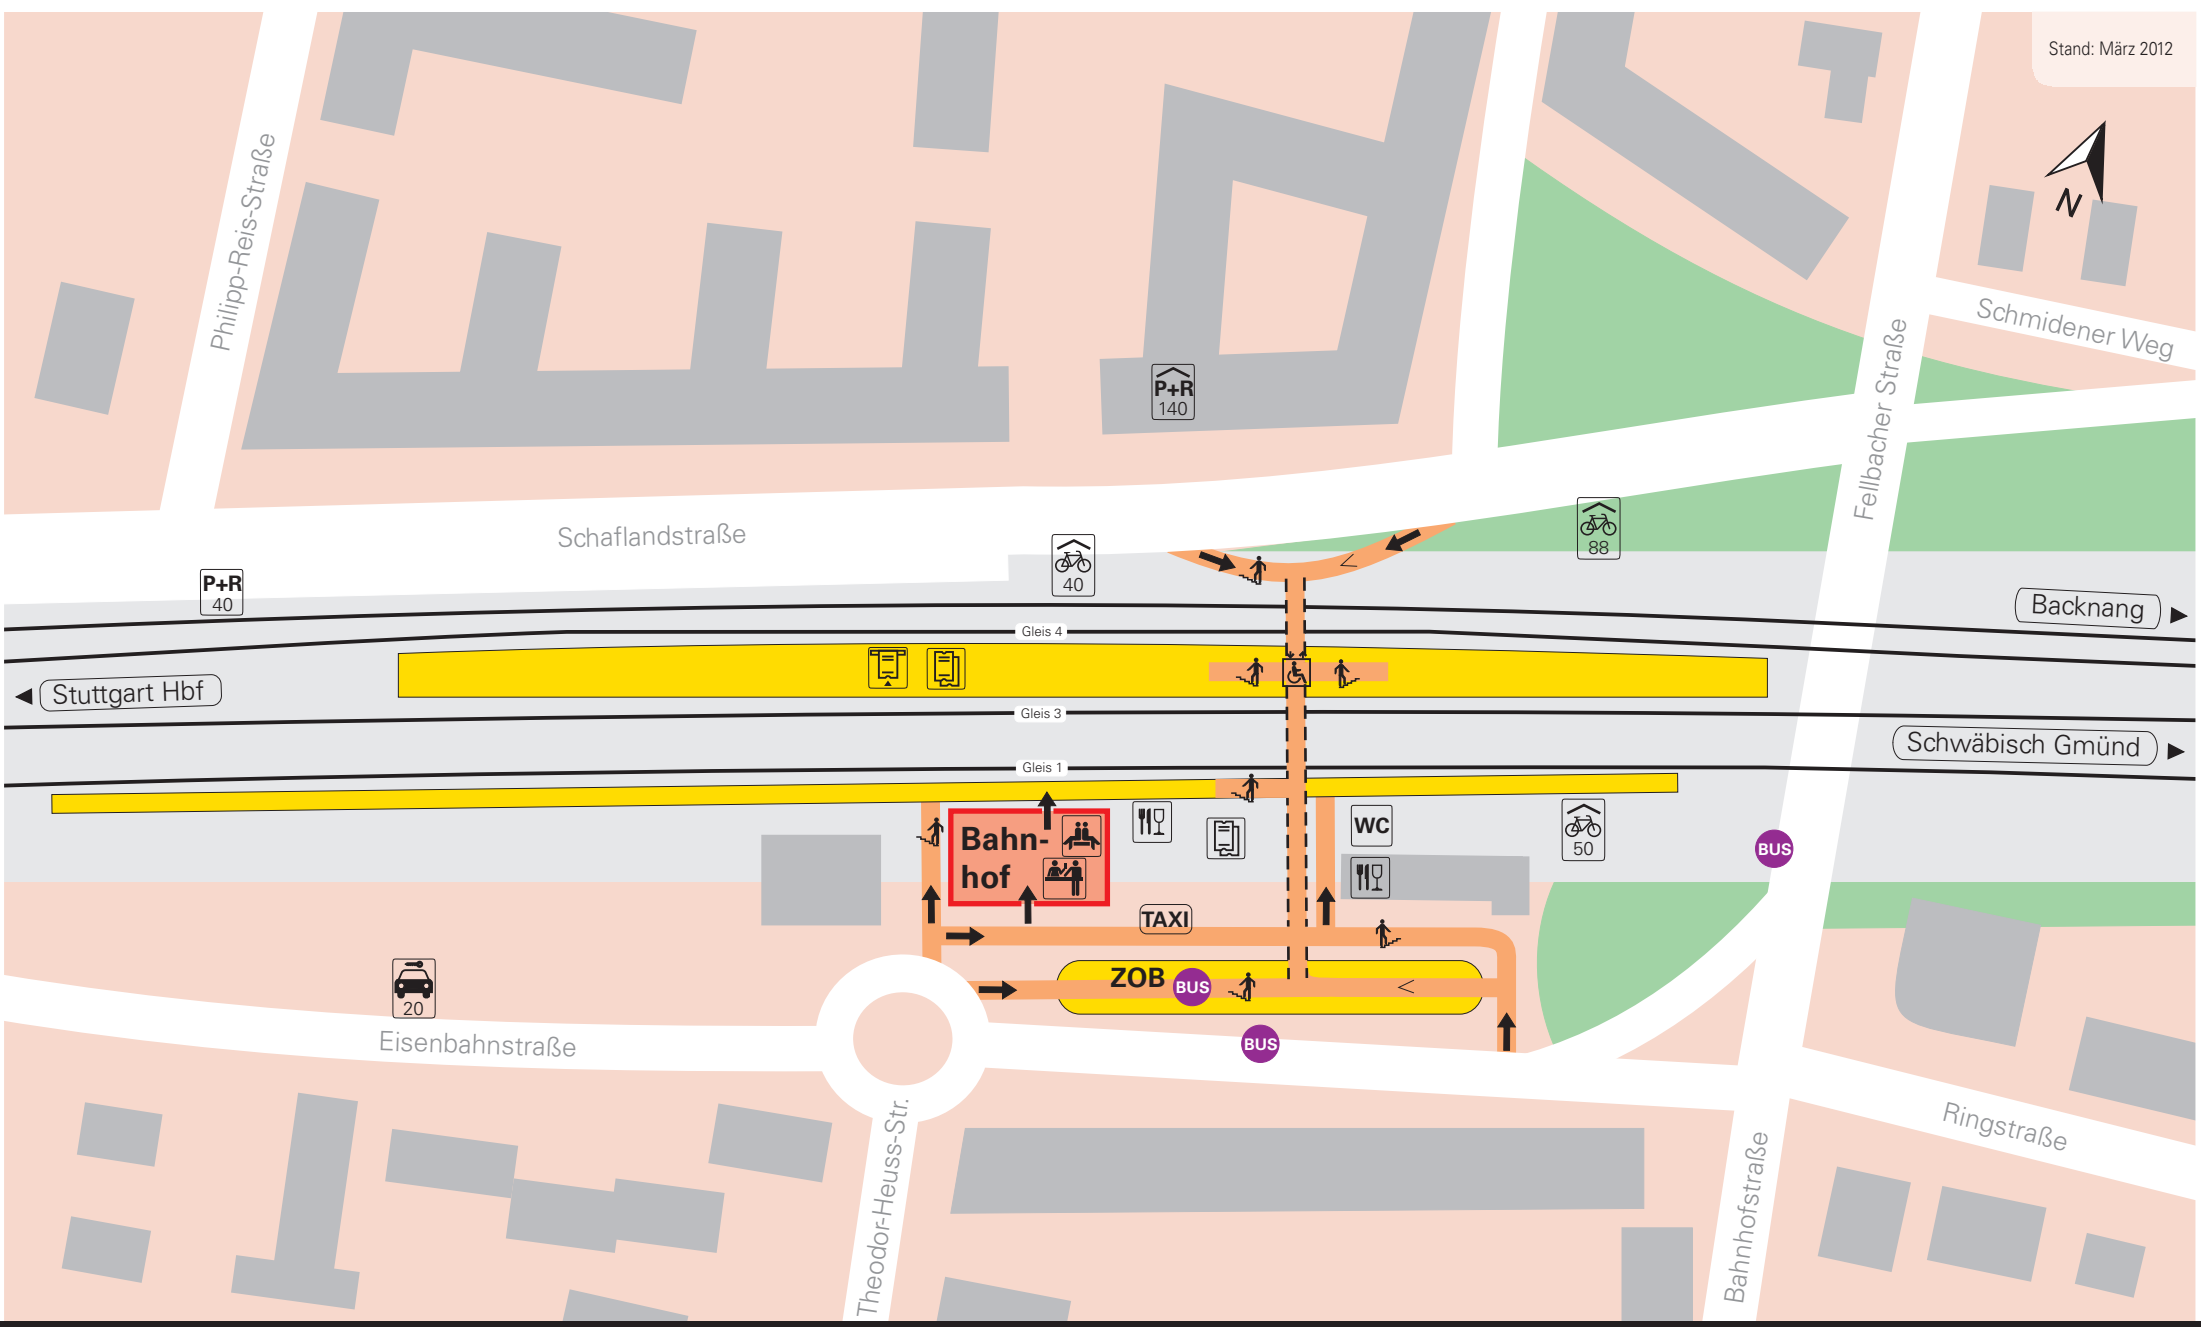 Stand: März 2012
N
Philipp-Reis-Straße
Schmidener Weg
Fellbacher Straße
P+R
140
Schaflandstraße
40
88
P+R
40
Backnang
Gleis 4
Stuttgart Hbf
Gleis 3
Schwäbisch Gmünd
Gleis 1
Bahn-
hof
WC
50
BUS
TAXI
ZOB
BUS
20
Eisenbahnstraße
BUS
Theodor-Heuss-Str.
Ringstraße
Bahnhofstraße